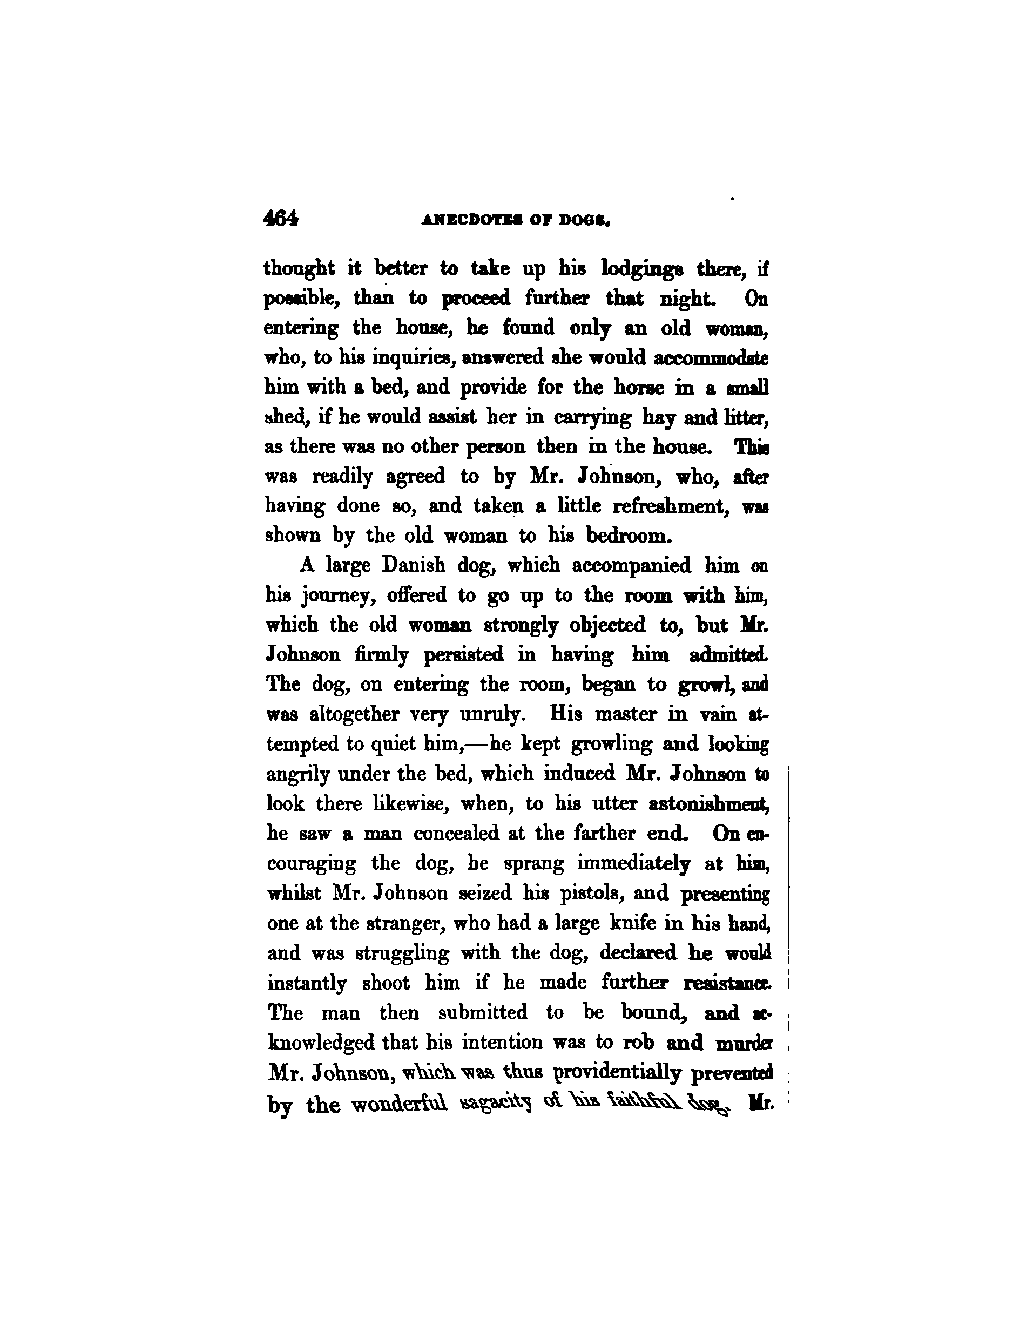 464 ANECDOTES OF DOGS.
thought it better to take up his lodgings there, if
possible, than to proceed further that night. On
entering the house, he found only an old woman,
who, to his inquiries, answered she would accommodate
him with a bed, and provide for the horse in a small
shed, if he would assist her in carrying hay and litter,
as there was no other person then in the house. This
was readily agreed to by Mr. Johnson, who, after
having done so, and taken a little refreshment, was
shown by the old woman to his bedroom.
A large Danish dog, which accompanied him on
his journey, offered to go up to the room with him,
which the old woman strongly objected to, but Mr.
Johnson firmly persisted in having him admitted.
The dog, on entering the room, began to growl, and
was altogether very unruly. His master in vain at-
tempted to quiet him,—he kept growling and looking
angrily under the bed, which induced Mr. Johnson to
look there likewise, when, to his utter astonishment,
he saw a man concealed at the farther end. On en-
couraging the dog, he sprang immediately at him,
whilst Mr. Johnson seized his pistols, and presenting
one at the stranger, who had a large knife in his hand,
and was struggling with the dog, declared he would
instantly shoot him if he made further resistance.
The man then submitted to be bound, and ac-
knowledged that his intention was to rob and murder
Mr. Johnson, which was thus providentially prevented
by the wonderful sagacity of his faithful dog. Mr.